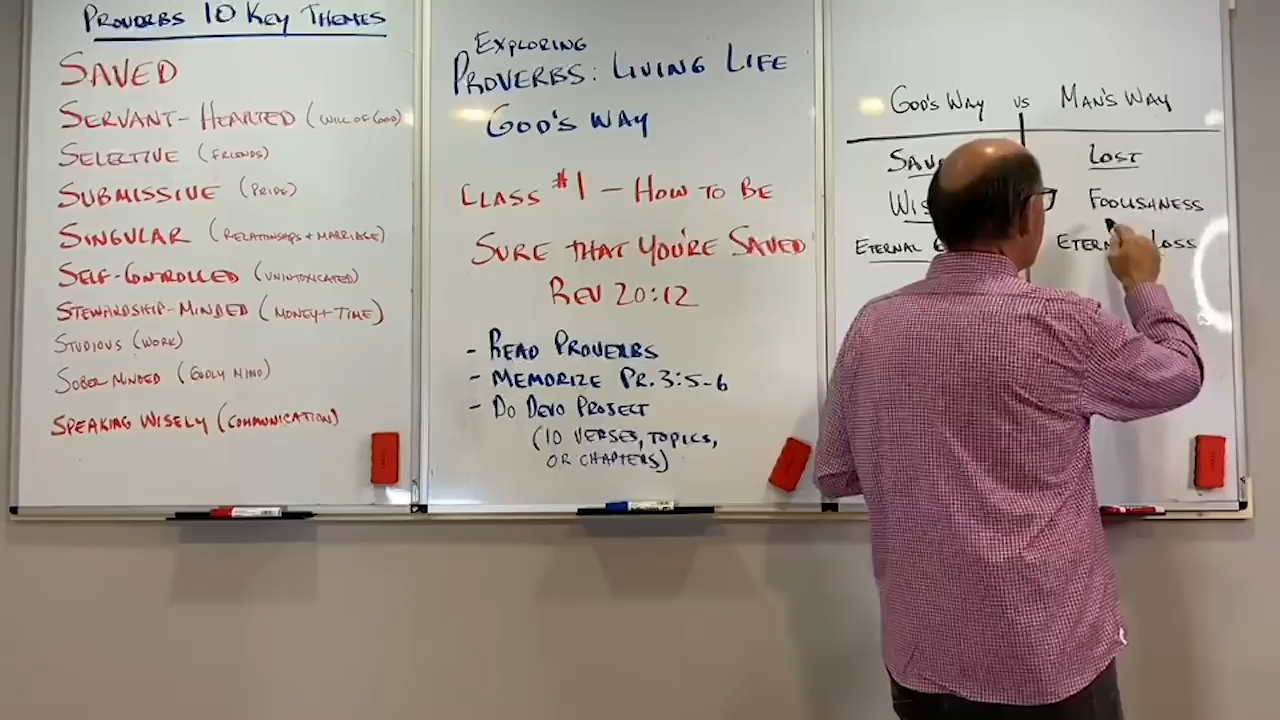 PROVERBS 10 KEY THEMES
SAVED
SERVANT-HEARTED (WILL OF GOD)
SELECTIVE (FRIENDS)
SUBMISSIVE (PRIDE)
SINGULAR (RELATIONSHIPS + MARRIAGE)
SELF-CONTROLLED (UNINTOXICATED)
STEWARDSHIP-MINDED (MONEY + TIME)
STUDIOUS (WORK)
SOBER MINDED (GODLY MIND)
SPEAKING WISELY (COMMUNICATION)
EXPLORING
PROVERBS: LIVING LIFE
GOD'S WAY
CLASS #1 - HOW TO BE
SURE THAT YOU'RE SAVED
REV 20:12
- READ PROVERBS
- MEMORIZE PR. 3:5-6
- DO DEVO PROJECT
(10 VERSES, TOPICS,
OR CHAPTERS)
GOD'S WAY VS MAN'S WAY
LOST
FOOLISHNESS
ETERNAL LOSS